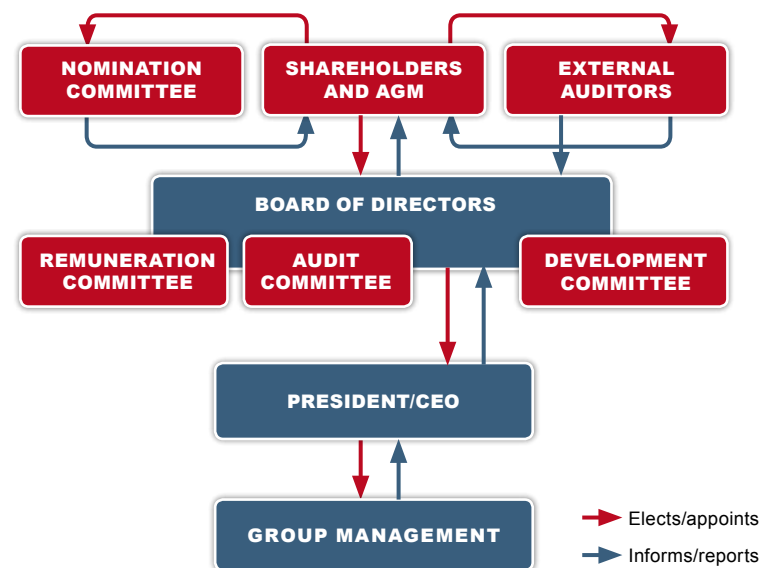 NOMINATION
COMMITTEE
SHAREHOLDERS
AND AGM
EXTERNAL
AUDITORS
BOARD OF DIRECTORS
REMUNERATION
COMMITTEE
AUDIT
COMMITTEE
DEVELOPMENT
COMMITTEE
PRESIDENT/CEO
GROUP MANAGEMENT
Elects/appoints
Informs/reports